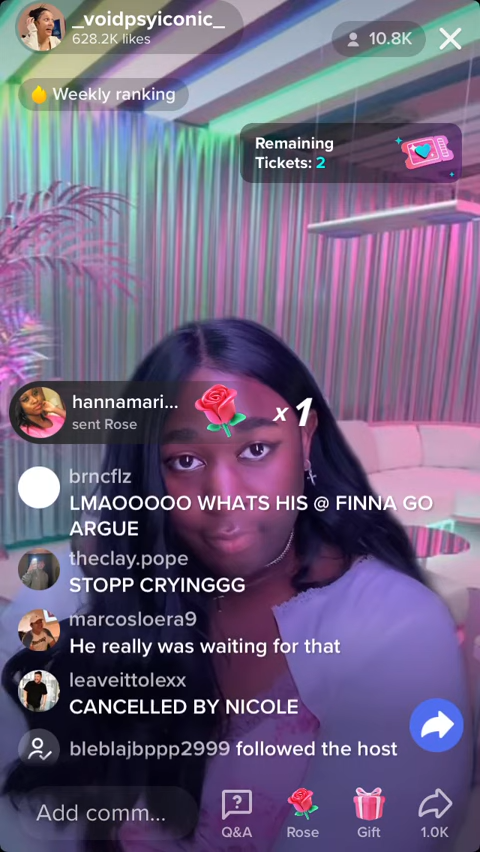 _voidpsyiconic_
628.2K likes
10.8K
Weekly ranking
Remaining
Tickets: 2
hannamari...
sent Rose
x1
brncflz
LMAOOOOO WHATS HIS @ FINNA GO
ARGUE
theclay.pope
STOPP CRYINGGG
marcosloera9
He really was waiting for that
leaveittolexx
CANCELLED BY NICOLE
bleblajbppp2999 followed the host
Add comm...
Q&A
Rose
Gift
1.0K